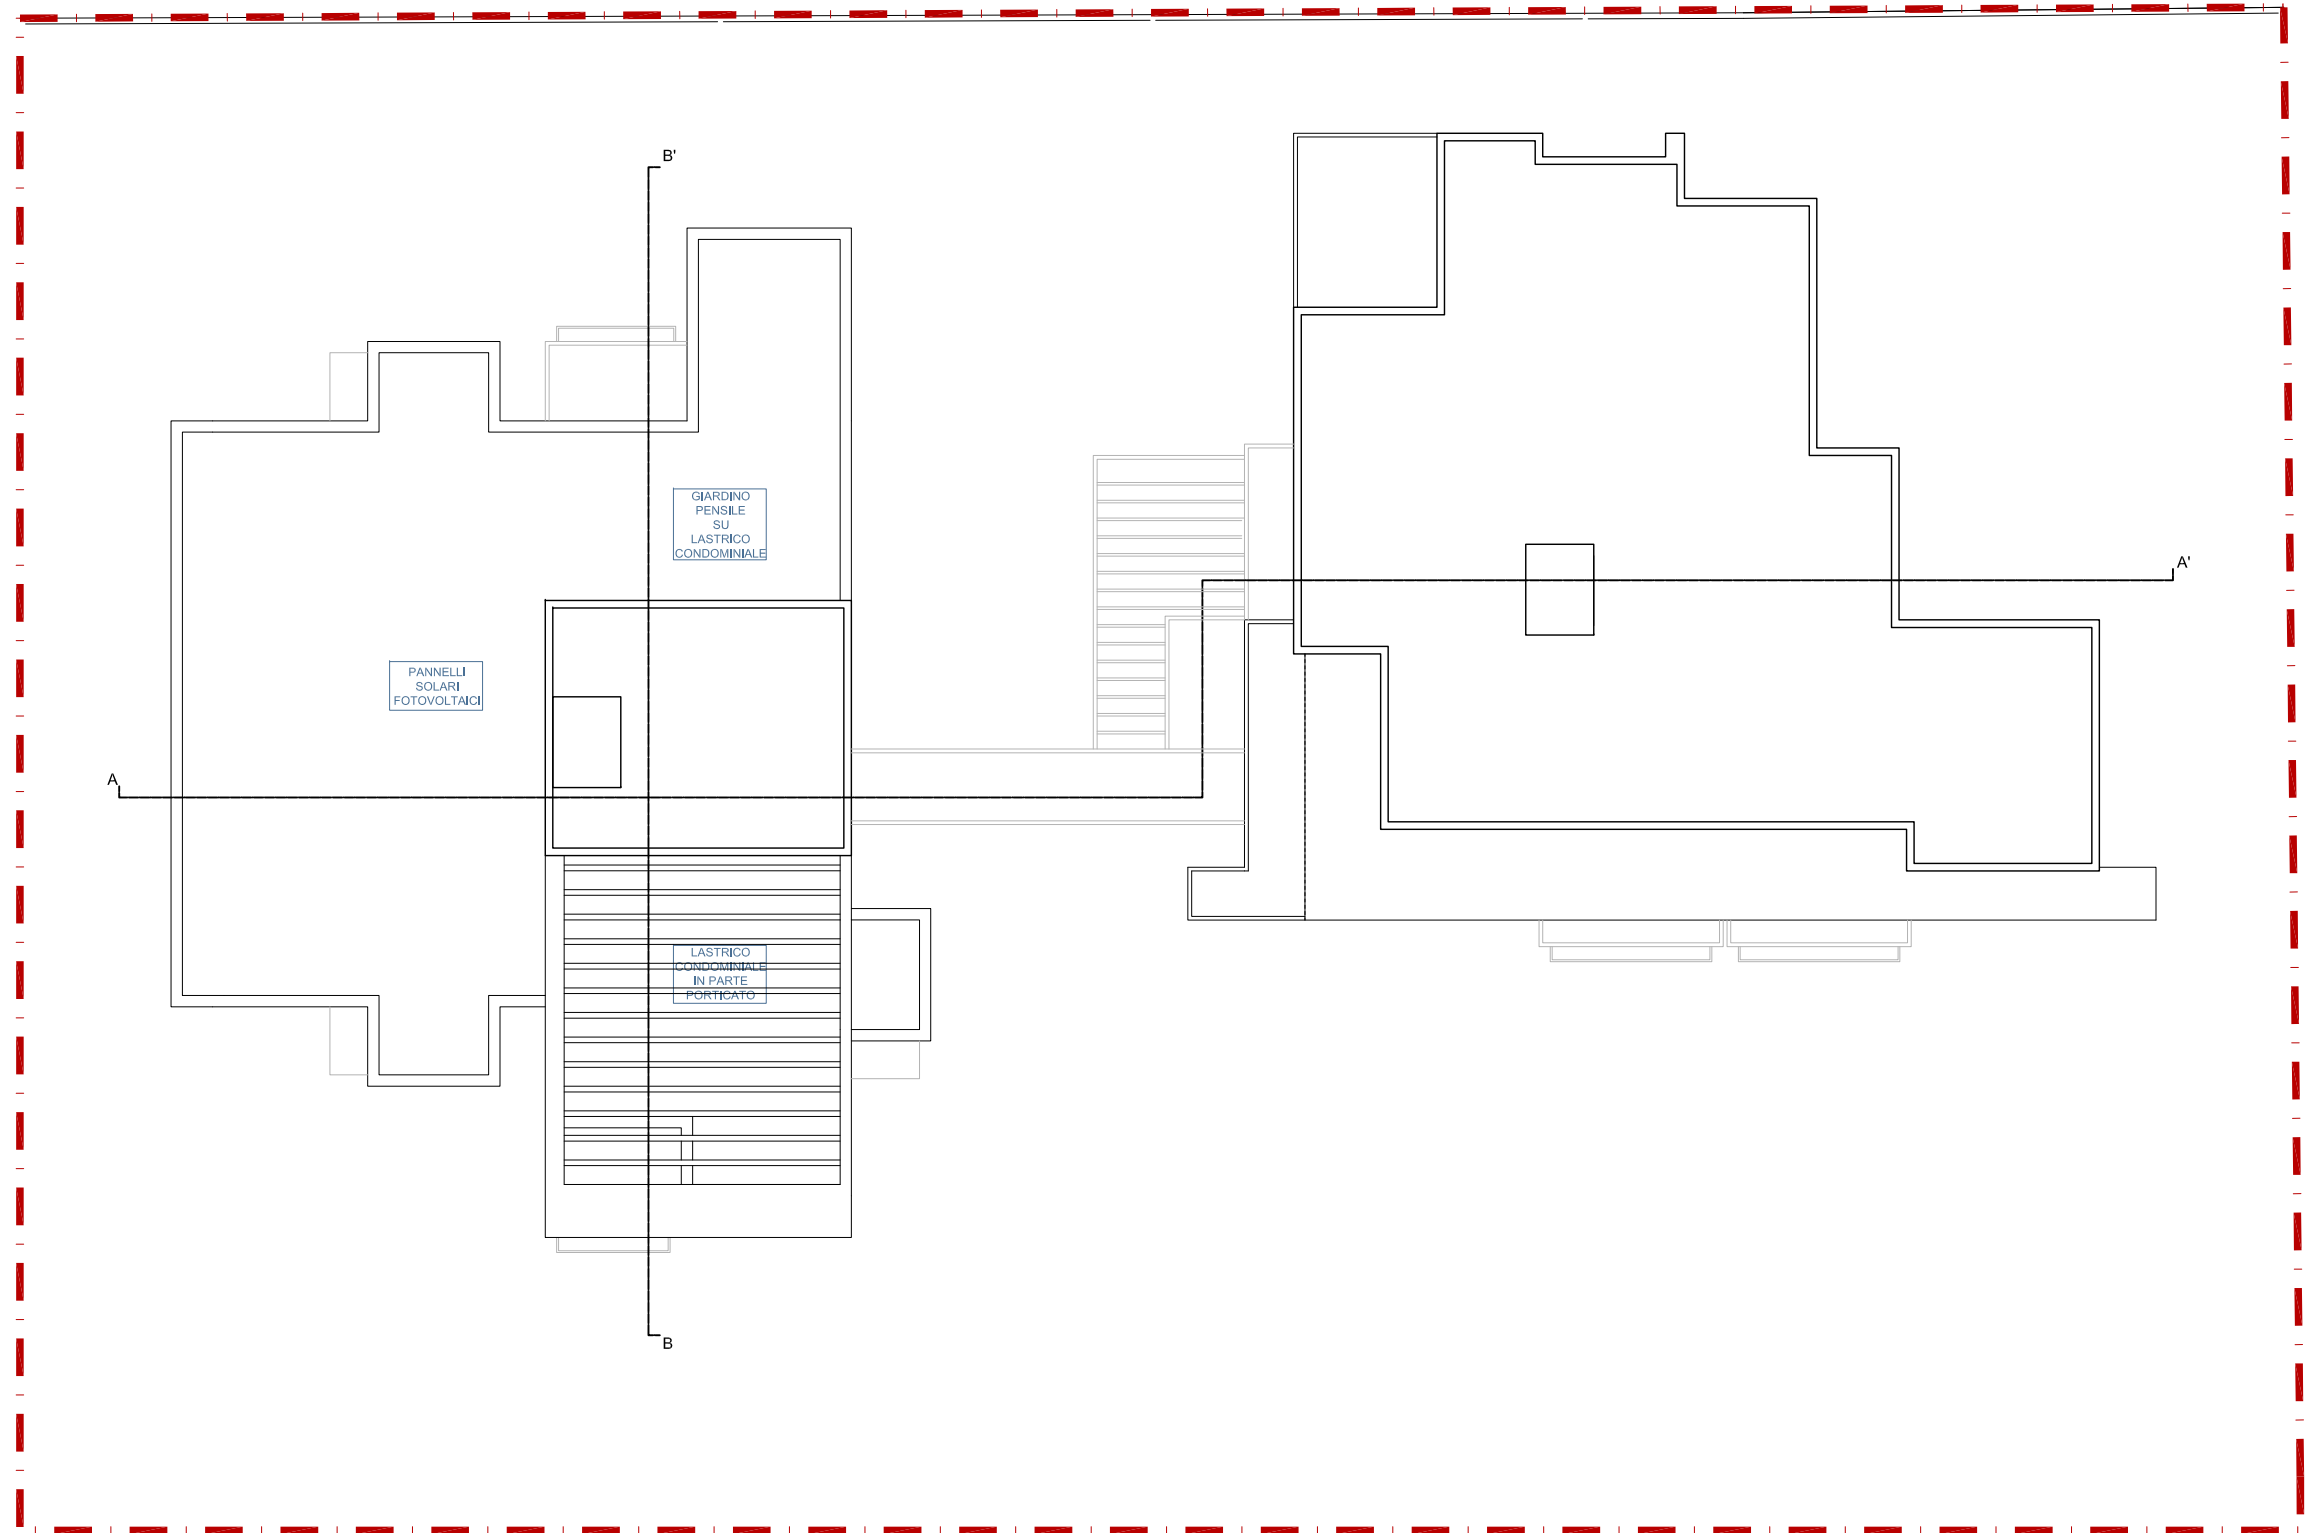 B'
GIARDINO
PENSILE
SU
LASTRICO
CONDOMINIALE
A'
PANNELLI
SOLARI
FOTOVOLTAICI
A
LASTRICO
CONDOMINIALE
IN PARTE
PORTICATO
B